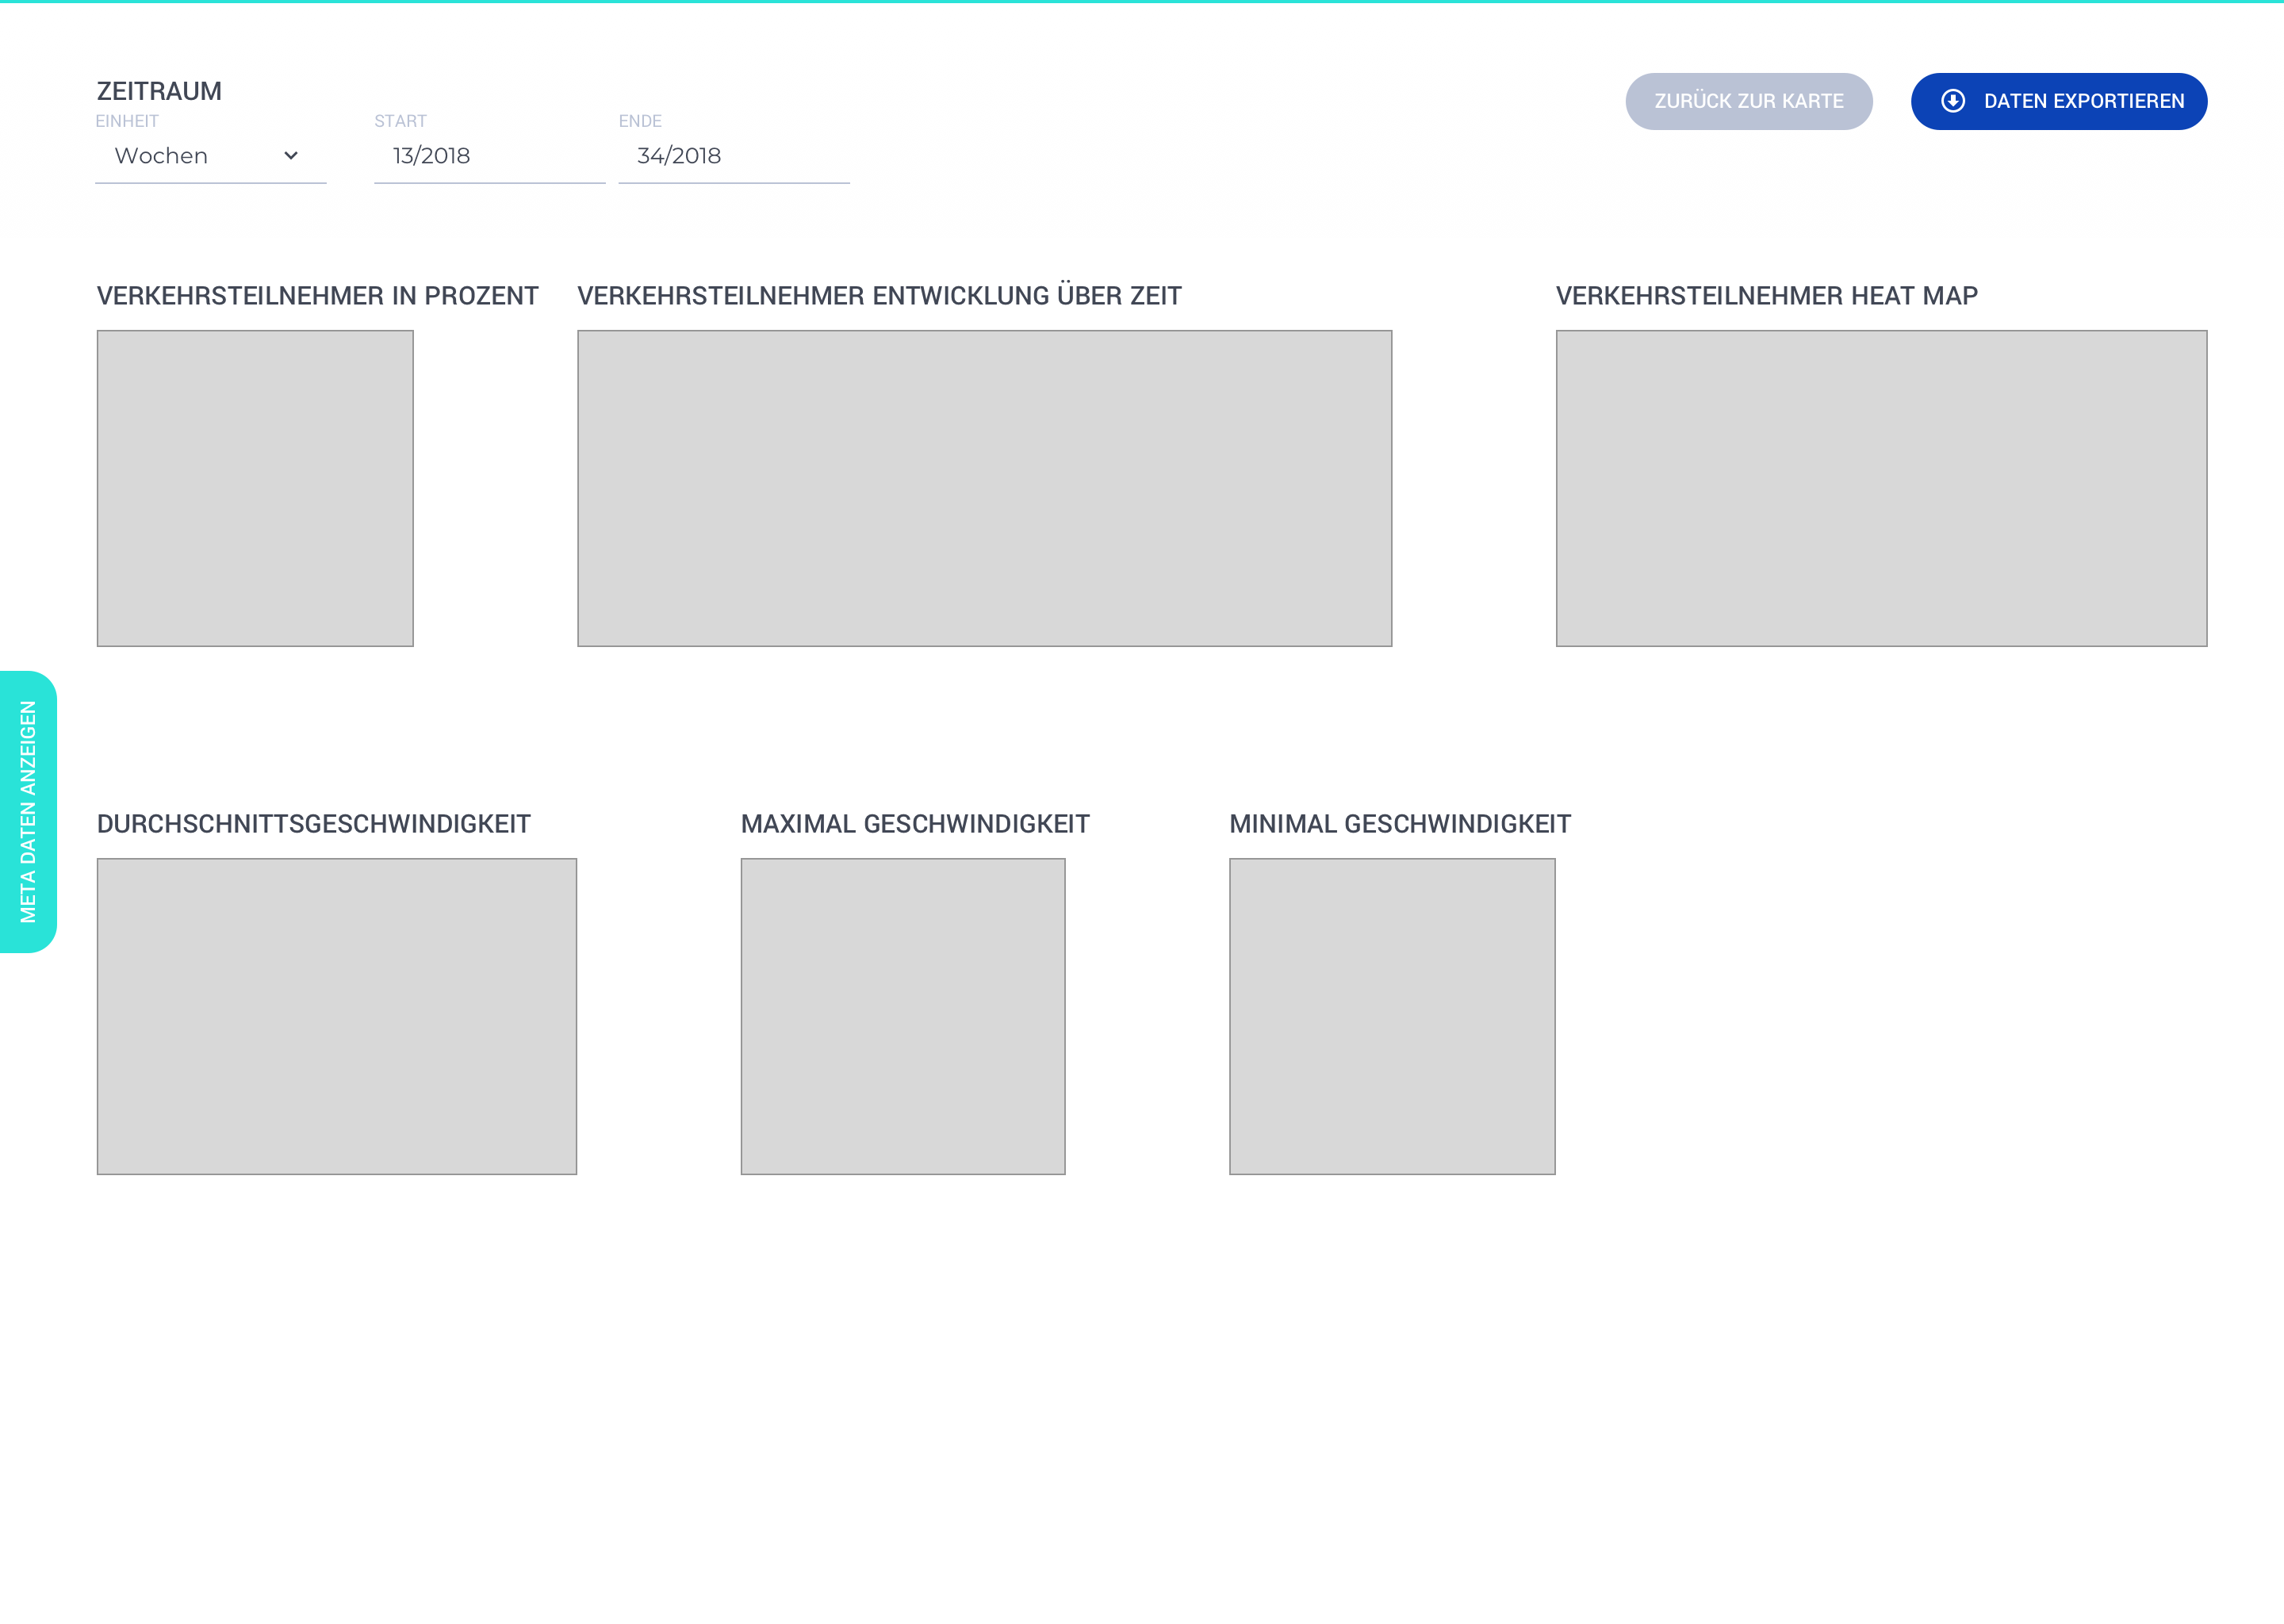 ZEITRAUM
EINHEIT
Wochen
START
13/2018
ENDE
34/2018
ZURÜCK ZUR KARTE
DATEN EXPORTIEREN
VERKEHRSTEILNEHMER IN PROZENT
VERKEHRSTEILNEHMER ENTWICKLUNG ÜBER ZEIT
VERKEHRSTEILNEHMER HEAT MAP
META DATEN ANZEIGEN
DURCHSCHNITTSGESCHWINDIGKEIT
MAXIMAL GESCHWINDIGKEIT
MINIMAL GESCHWINDIGKEIT